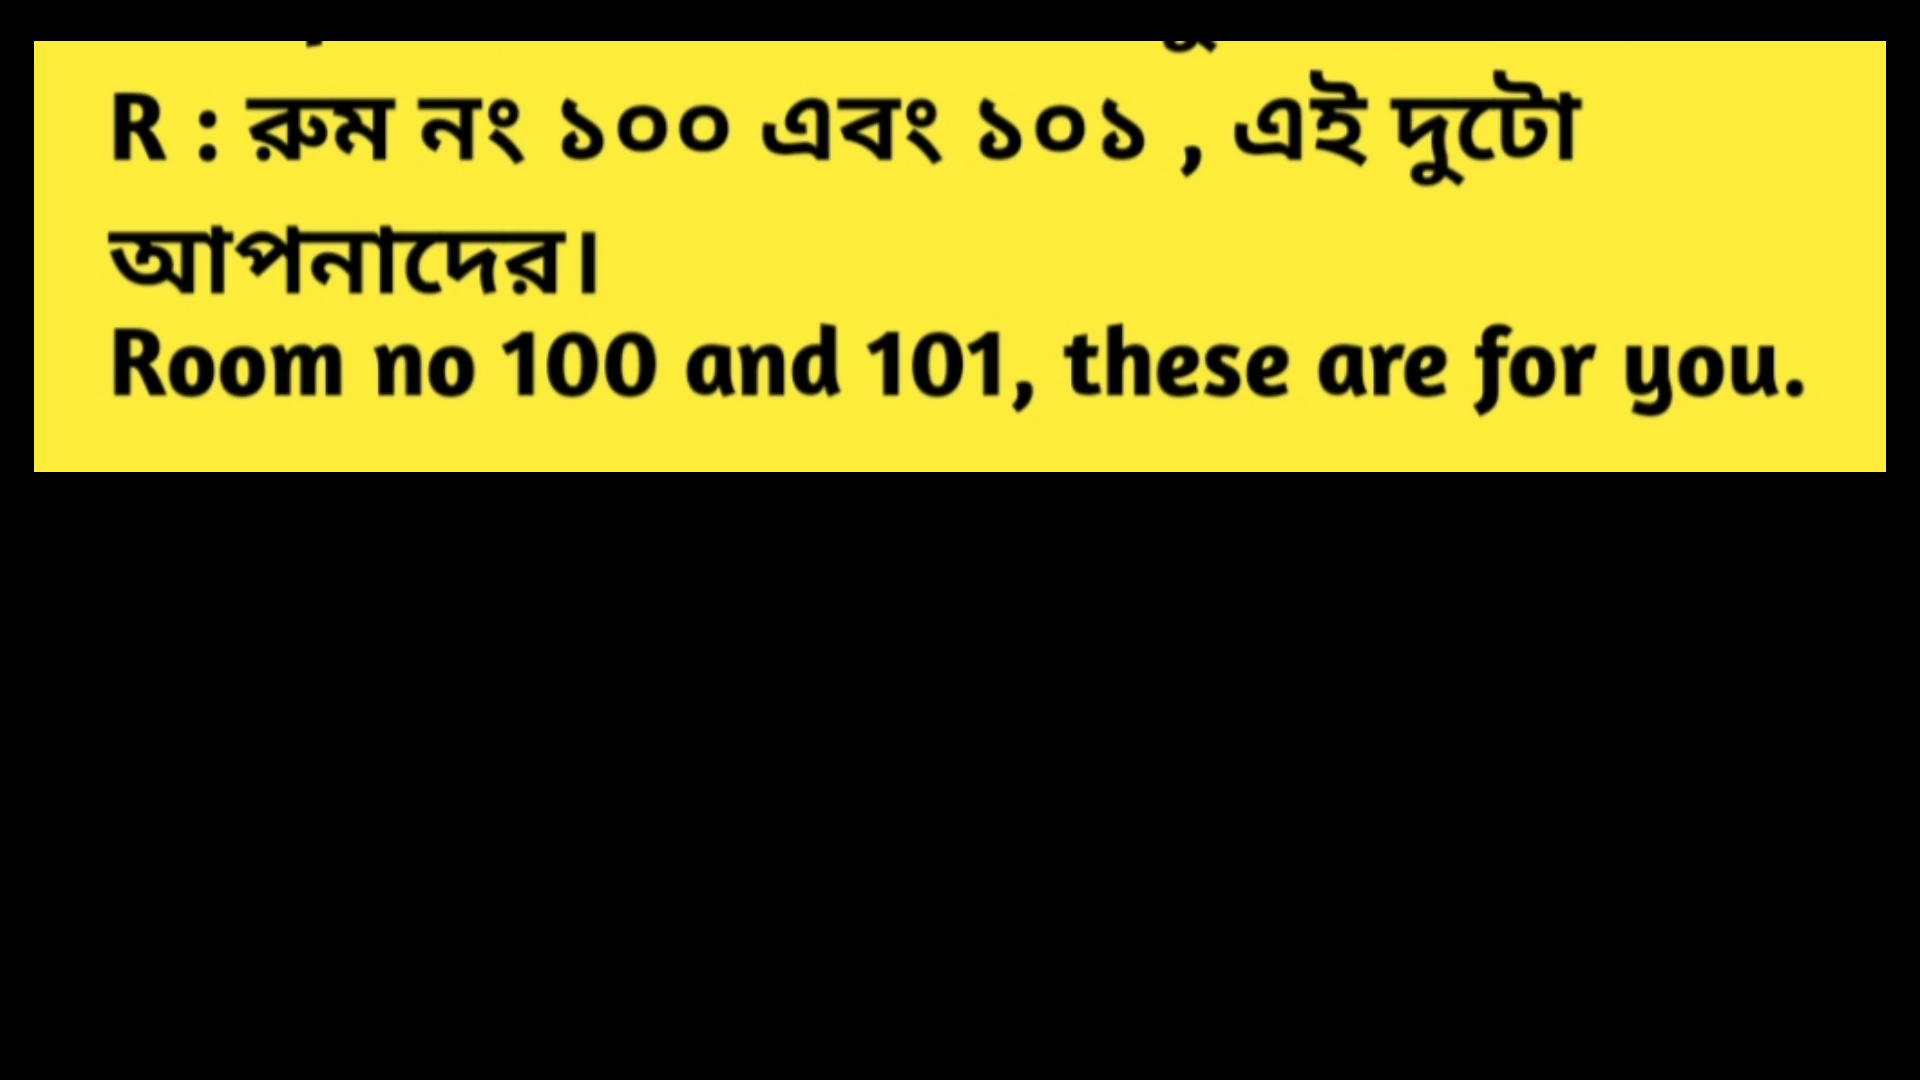 R : রুম নং ১০০ এবং ১০১ , এই দুটো
আপনাদের।
Room no 100 and 101, these are for you.